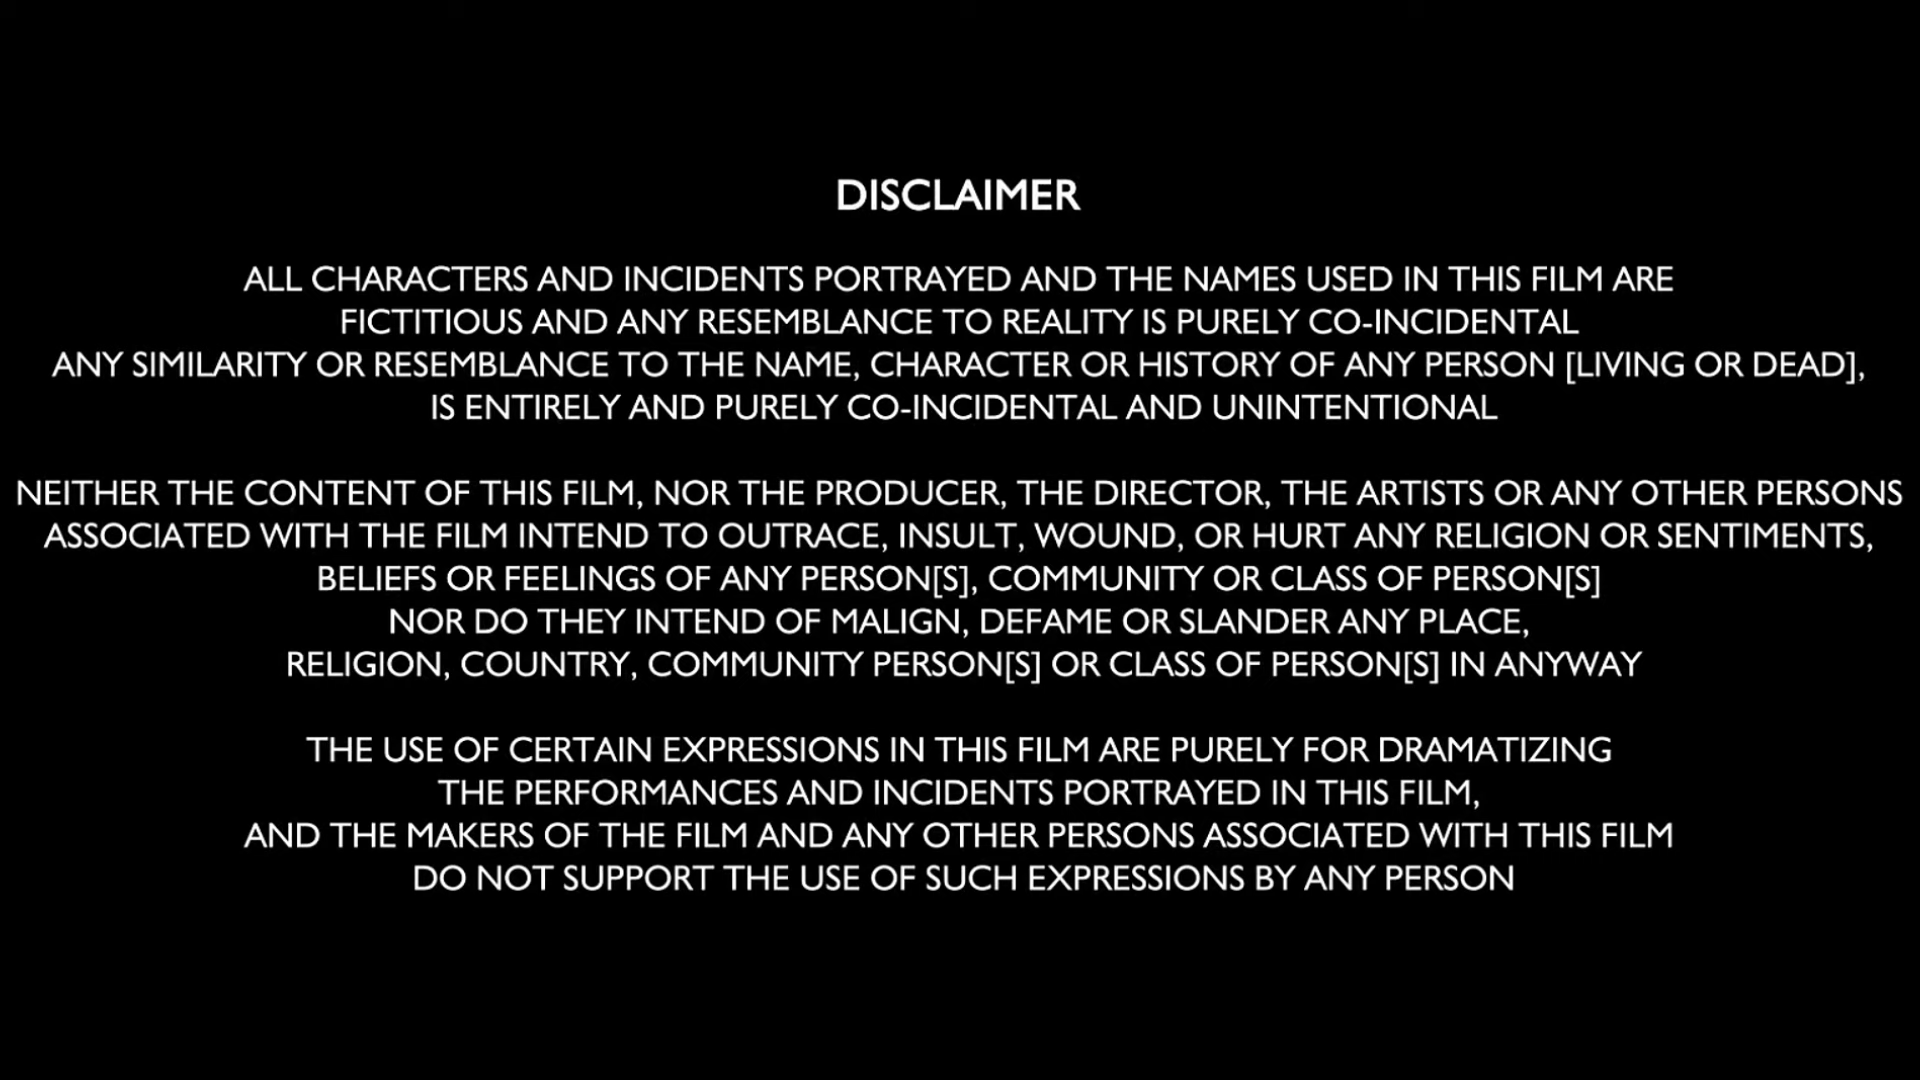 DISCLAIMER
ALL CHARACTERS AND INCIDENTS PORTRAYED AND THE NAMES USED IN THIS FILM ARE
FICTITIOUS AND ANY RESEMBLANCE TO REALITY IS PURELY CO-INCIDENTAL
ANY SIMILARITY OR RESEMBLANCE TO THE NAME, CHARACTER OR HISTORY OF ANY PERSON [LIVING OR DEAD],
IS ENTIRELY AND PURELY CO-INCIDENTAL AND UNINTENTIONAL
NEITHER THE CONTENT OF THIS FILM, NOR THE PRODUCER, THE DIRECTOR, THE ARTISTS OR ANY OTHER PERSONS
ASSOCIATED WITH THE FILM INTEND TO OUTRACE, INSULT, WOUND, OR HURT ANY RELIGION OR SENTIMENTS,
BELIEFS OR FEELINGS OF ANY PERSON[S], COMMUNITY OR CLASS OF PERSON[S]
NOR DO THEY INTEND OF MALIGN, DEFAME OR SLANDER ANY PLACE,
RELIGION, COUNTRY, COMMUNITY PERSON[S] OR CLASS OF PERSON[S] IN ANYWAY
THE USE OF CERTAIN EXPRESSIONS IN THIS FILM ARE PURELY FOR DRAMATIZING
THE PERFORMANCES AND INCIDENTS PORTRAYED IN THIS FILM,
AND THE MAKERS OF THE FILM AND ANY OTHER PERSONS ASSOCIATED WITH THIS FILM
DO NOT SUPPORT THE USE OF SUCH EXPRESSIONS BY ANY PERSON